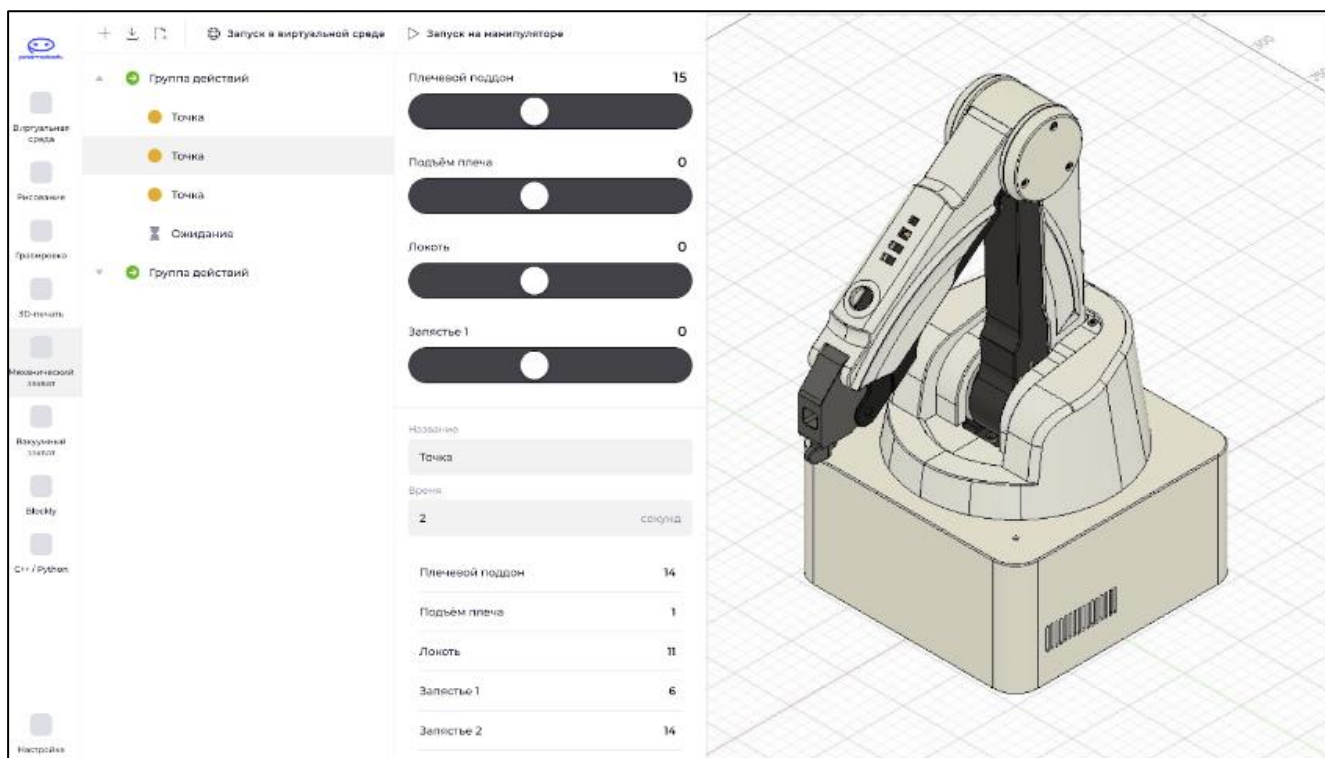 Запуск в виртуальной среде
Запуск на манипуляторе
Виртуальная
среда
Рисование
Гравировка
3D-печать
Механический
захват
Вакуумный
захват
Blockly
C++ / Python
Настройки
Группа действий
Точка
Точка
Точка
Ожидание
Группа действий
Плечевой поддон 15
Подъём плеча 0
Локоть 0
Запястье 1 0
Название
Точка
Время
2 секунд
Плечевой поддон 14
Подъём плеча 1
Локоть 11
Запястье 1 6
Запястье 2 14
300